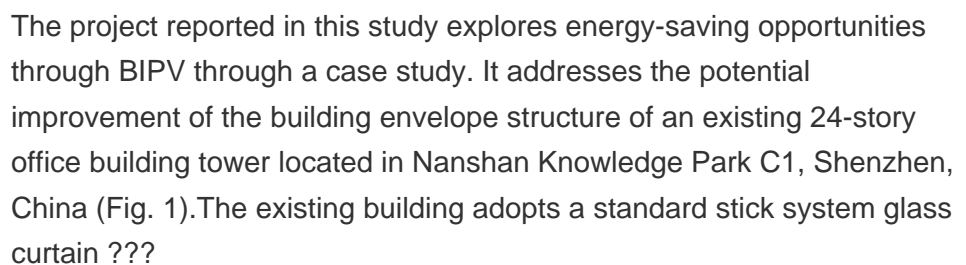 The project reported in this study explores energy-saving opportunities
through BIPV through a case study. It addresses the potential
improvement of the building envelope structure of an existing 24-story
office building tower located in Nanshan Knowledge Park C1, Shenzhen,
China (Fig. 1).The existing building adopts a standard stick system glass
curtain ???